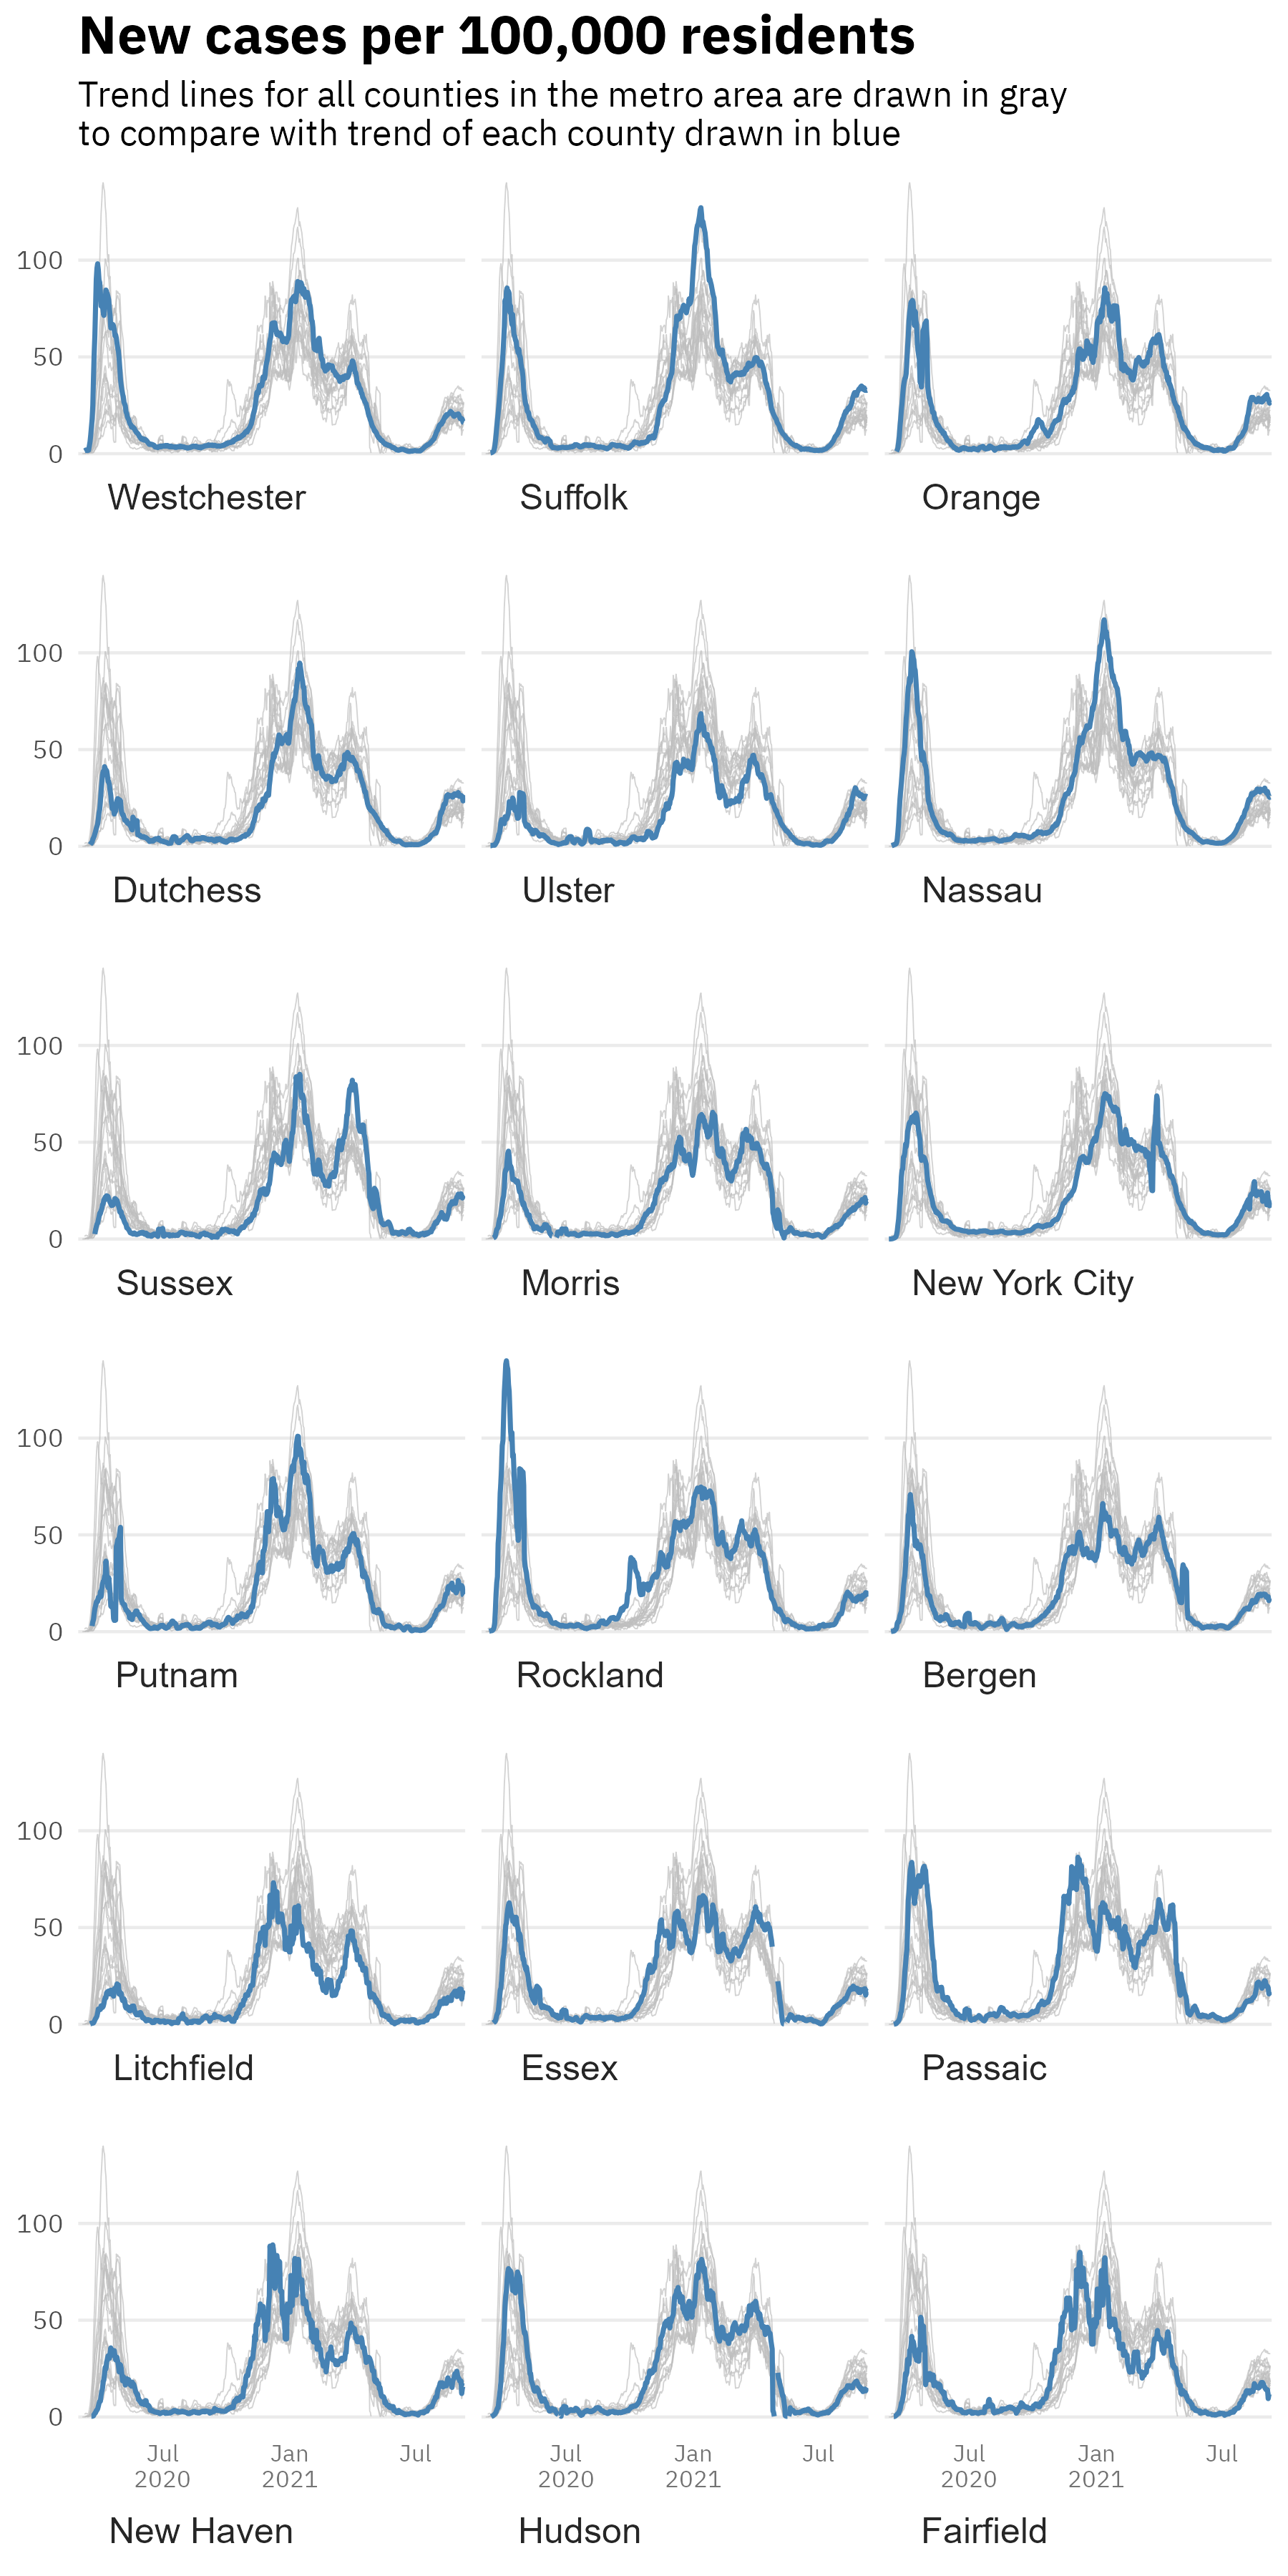 New cases per 100,000 residents
Trend lines for all counties in the metro area are drawn in gray
to compare with trend of each county drawn in blue
100
50
0
Westchester Suffolk Orange
100
50
0
Dutchess Ulster Nassau
100
50
0
Sussex Morris New York City
100
50
0
Putnam Rockland Bergen
100
50
0
Litchfield Essex Passaic
100
50
0
Jul Jan Jul Jul Jan Jul Jul Jan Jul
2020 2021 2020 2021 2020 2021
New Haven Hudson Fairfield